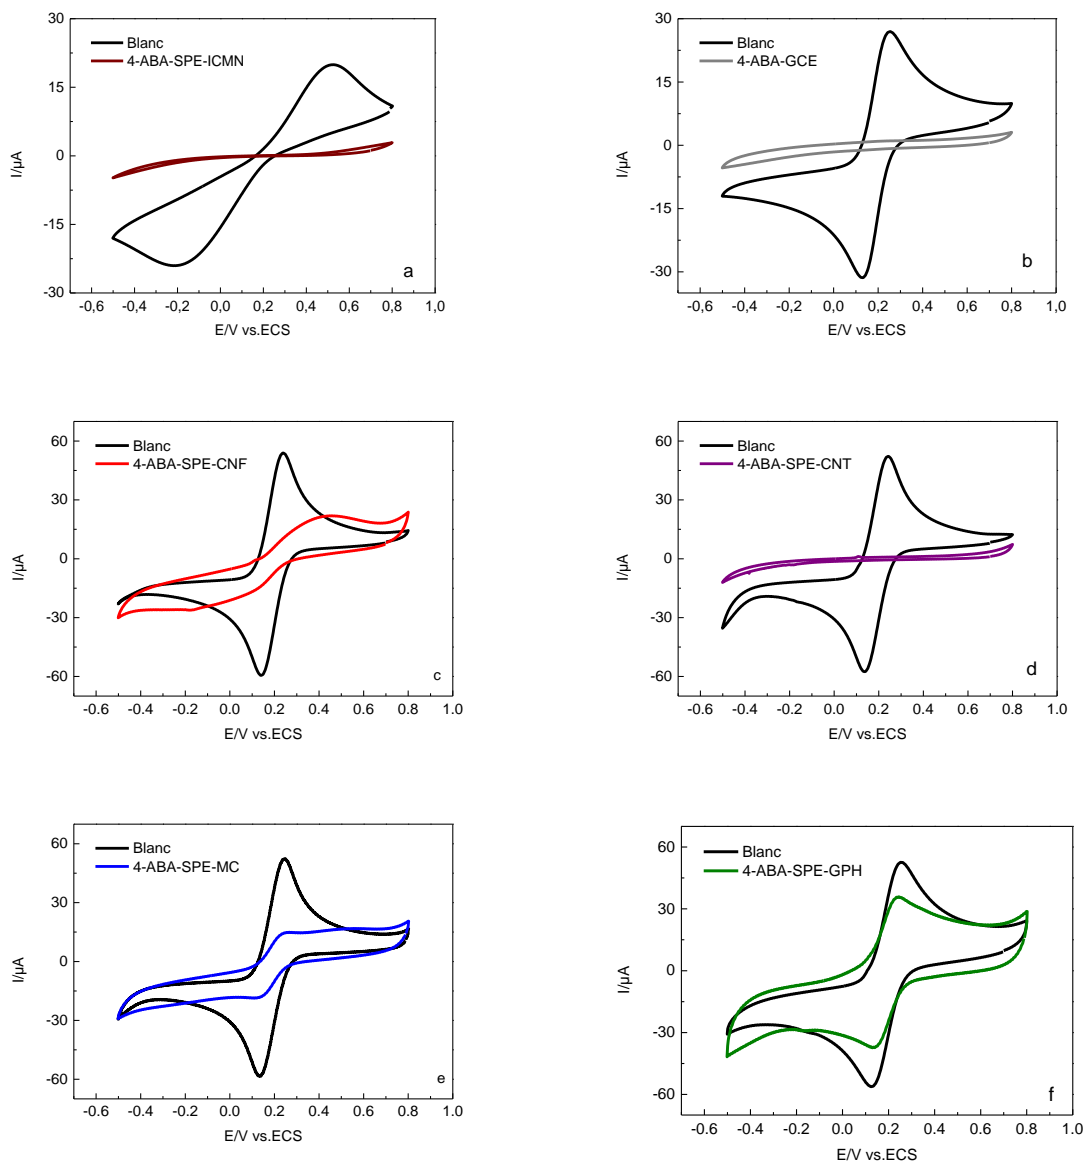 30
15
0
-15
-30
I/µA
Blanc
4-ABA-SPE-ICMN
a
-0,6 -0,4 -0,2 0,0 0,2 0,4 0,6 0,8 1,0
E/V vs.ECS
30
15
0
-15
-30
I/µA
Blanc
4-ABA-GCE
b
-0,6 -0,4 -0,2 0,0 0,2 0,4 0,6 0,8 1,0
E/V vs.ECS
60
30
0
-30
-60
I/µA
Blanc
4-ABA-SPE-CNF
c
-0.6 -0.4 -0.2 0.0 0.2 0.4 0.6 0.8 1.0
E/V vs.ECS
60
30
0
-30
-60
I/µA
Blanc
4-ABA-SPE-CNT
d
-0.6 -0.4 -0.2 0.0 0.2 0.4 0.6 0.8 1.0
E/V vs.ECS
60
30
0
-30
-60
I/µA
Blanc
4-ABA-SPE-MC
e
-0.6 -0.4 -0.2 0.0 0.2 0.4 0.6 0.8 1.0
E/V vs.ECS
60
30
0
-30
-60
I/µA
Blanc
4-ABA-SPE-GPH
f
-0.6 -0.4 -0.2 0.0 0.2 0.4 0.6 0.8 1.0
E/V vs.ECS